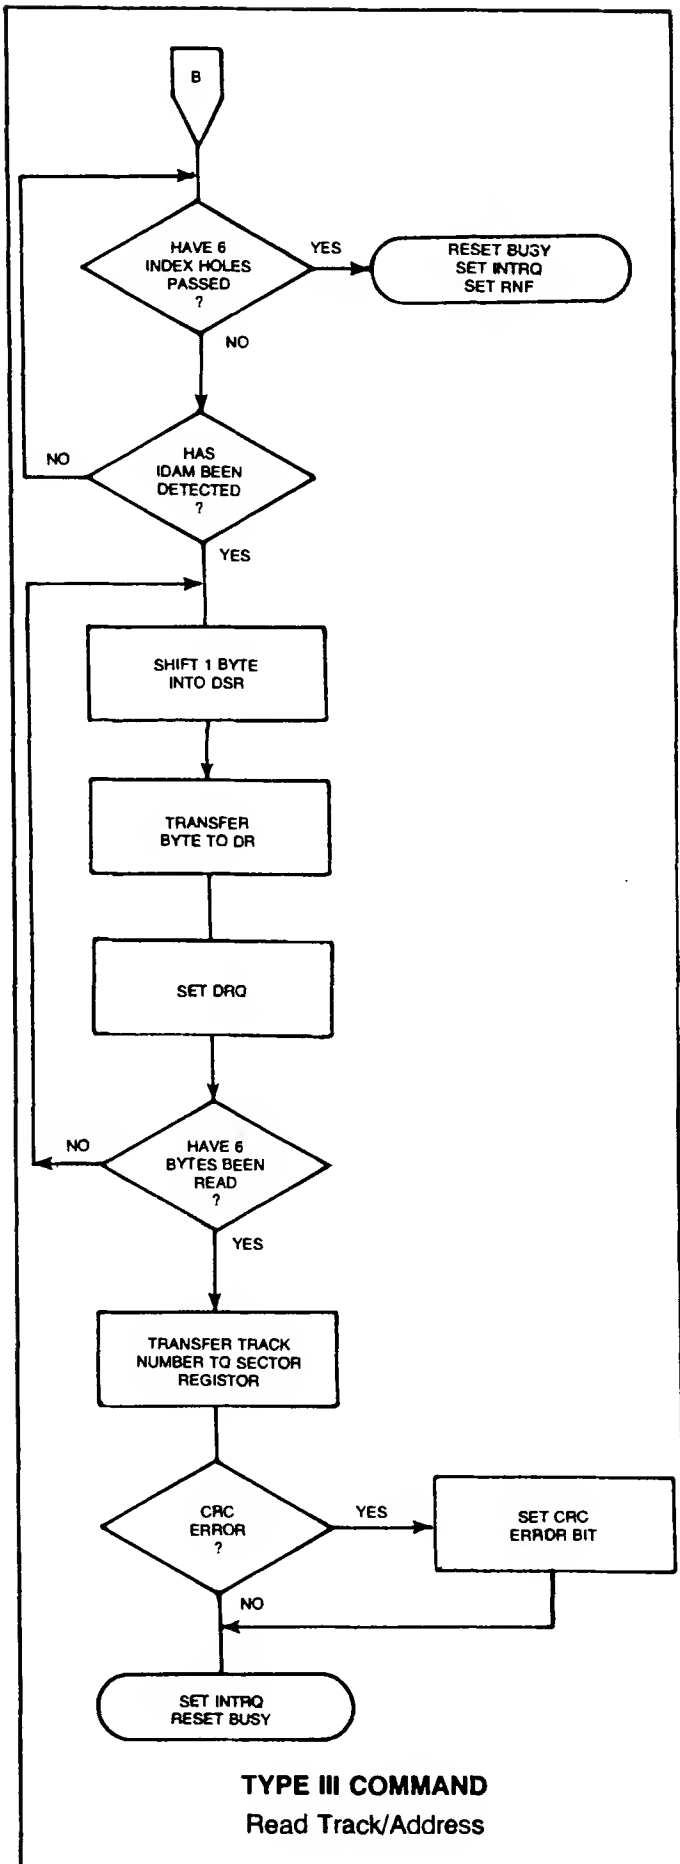 B
HAVE 6
INDEX HOLES
PASSED
?
YES
RESET BUSY
SET INTRQ
SET RNF
NO
HAS
IDAM BEEN
DETECTED
?
NO
YES
SHIFT 1 BYTE
INTO DSR
TRANSFER
BYTE TO DR
SET DRQ
HAVE 6
BYTES BEEN
READ
?
NO
YES
TRANSFER TRACK
NUMBER TO SECTOR
REGISTOR
CRC
ERROR
?
YES
SET CRC
ERROR BIT
NO
SET INTRQ
RESET BUSY
TYPE III COMMAND
Read Track/Address